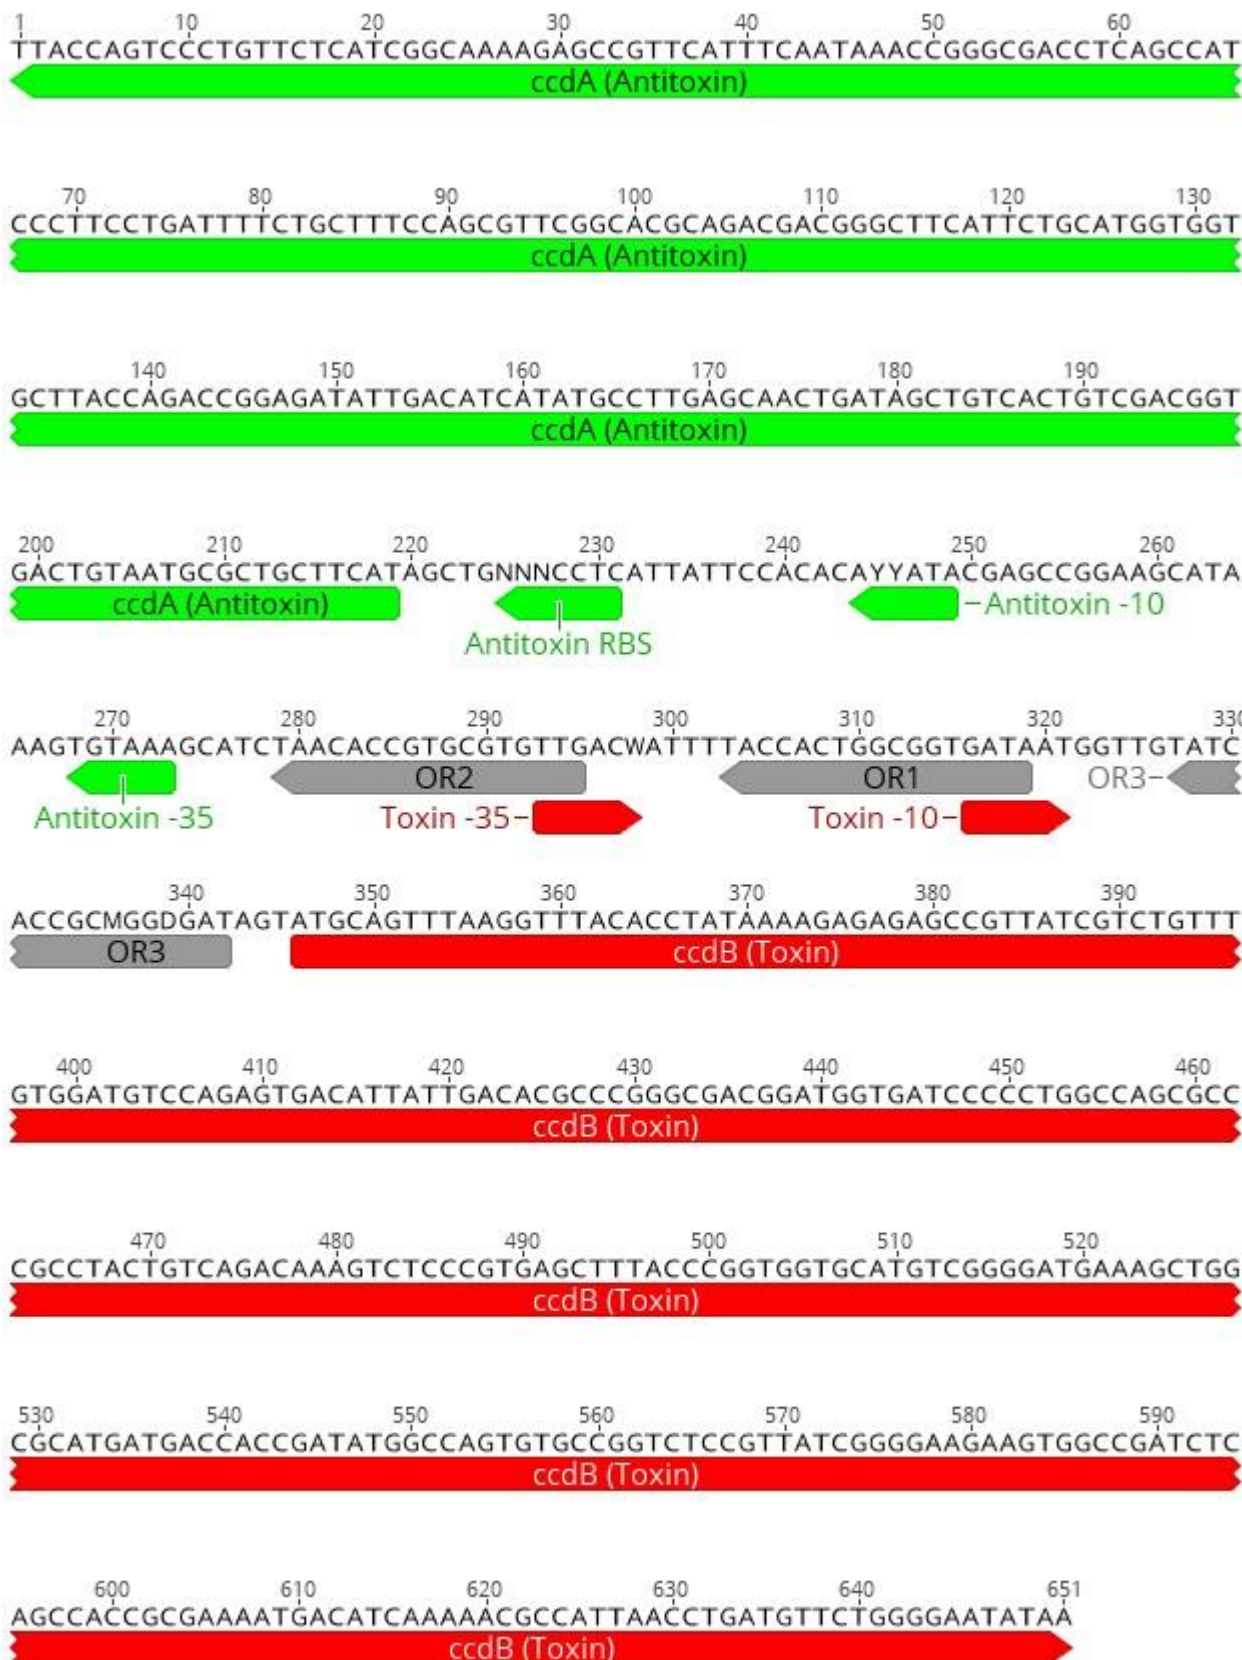 1 10 20 30 40 50 60
TTACCAGTCCCTGTTCTCATCGGCAAAAGAGCCGTTCATTTCAATAAACCGGGCGACCTCAGCCAT
ccdA (Antitoxin)
70 80 90 100 110 120 130
CCCTTCCTGATTTTCTGCTTTCCAGCGTTCGGCACGCAGACGACGGGCTTCATTCTGCATGGTGGT
ccdA (Antitoxin)
140 150 160 170 180 190
GCTTACCAGACCGGAGATATTGACATCATATGCCTTGAGCAACTGATAGCTGTCACTGTCGACGGT
ccdA (Antitoxin)
200 210 220 230 240 250 260
GACTGTAATGCGCTGCTTCATAGCTGNNNCCTCATTATTCCACACAYYATACGAGCCGGAAGCATA
ccdA (Antitoxin) Antitoxin -10
Antitoxin RBS
270 280 290 300 310 320 330
AAGTGTAAAGCATCTAACACCGTGCGTGTTGACWATTTTACCACTGGCGGTGATAATGGTTGTATC
OR2 OR1 OR3
Antitoxin -35 Toxin -35 Toxin -10
340 350 360 370 380 390
ACCGCMGGDGATAGTATGCAGTTTAAGGTTTACACCTATAAAAGAGAGAGCCGTTATCGTCTGTTT
OR3 ccdB (Toxin)
400 410 420 430 440 450 460
GTGGATGTCCAGAGTGACATTATTGACACGCCCGGGCGACGGATGGTGATCCCCCTGGCCAGCGCC
ccdB (Toxin)
470 480 490 500 510 520
CGCCTACTGTCAGACAAAGTCTCCCGTGAGCTTTACCCGGTGGTGCATGTCGGGGATGAAAGCTGG
ccdB (Toxin)
530 540 550 560 570 580 590
CGCATGATGACCACCGATATGGCCAGTGTGCCGGTCTCCGTTATCGGGGAAGAAGTGGCCGATCTC
ccdB (Toxin)
600 610 620 630 640 651
AGCCACCGCGAAAATGACATCAAAAACGCCATTAACCTGATGTTCTGGGGAATATAA
ccdB (Toxin)